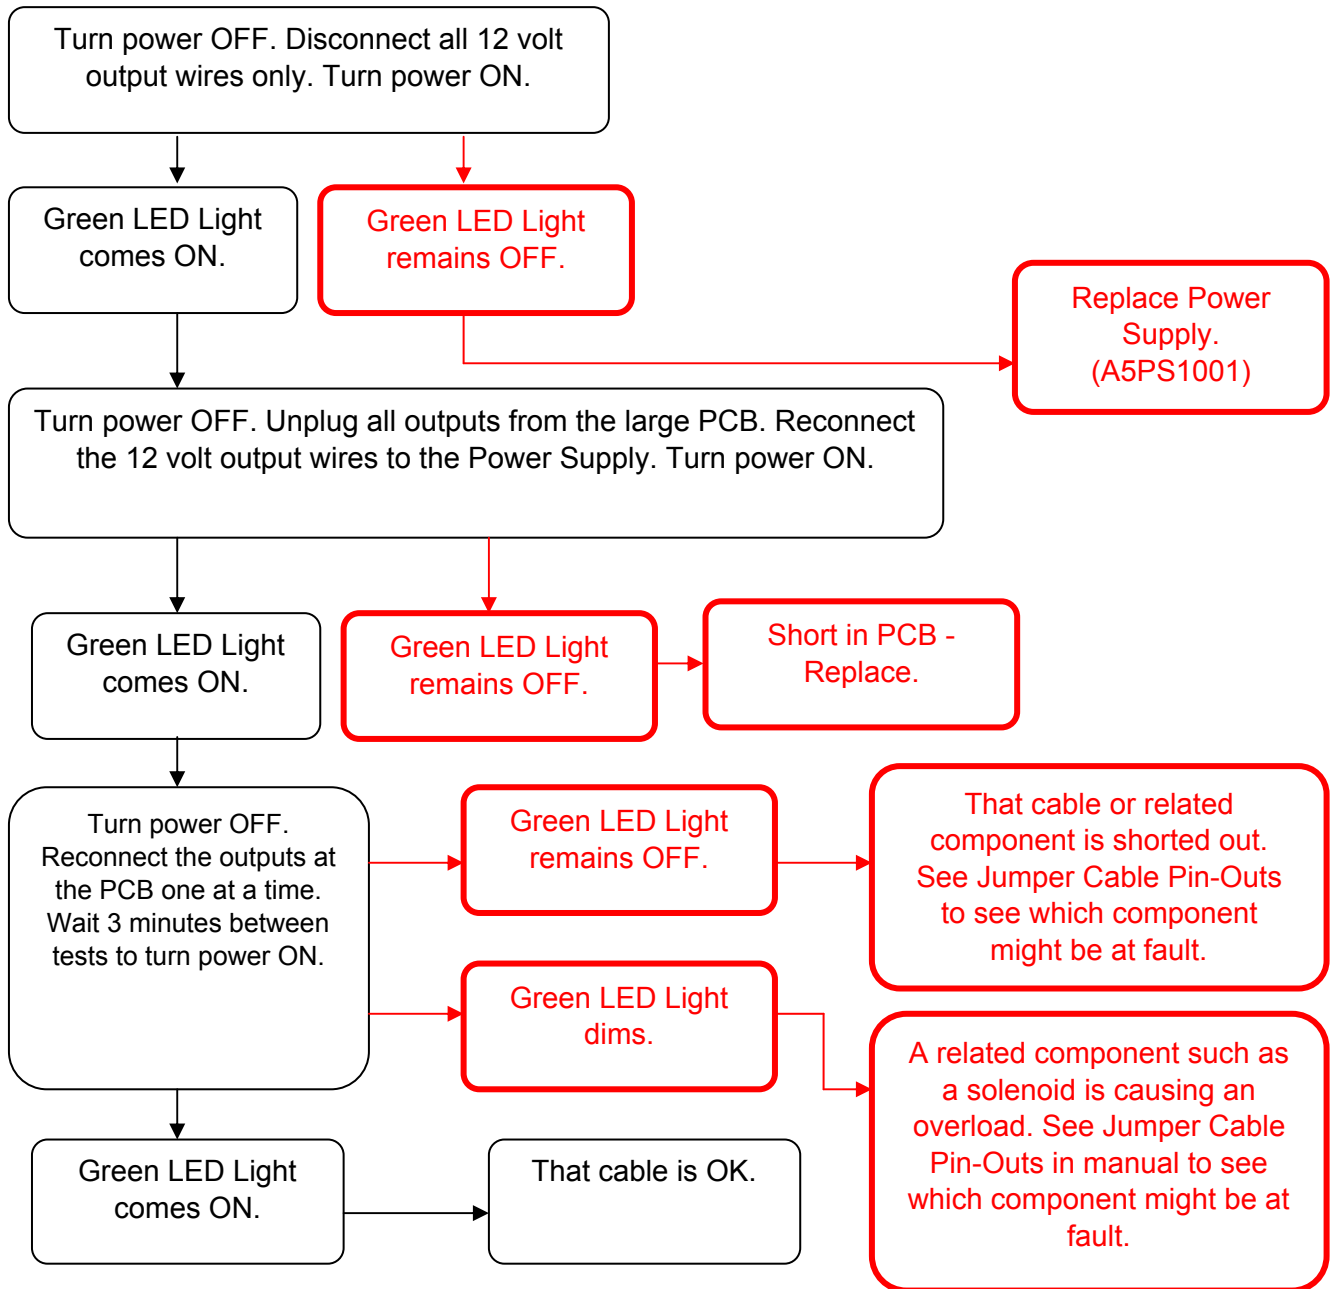 Turn power OFF. Disconnect all 12 volt
output wires only. Turn power ON.
Green LED Light
comes ON.
Green LED Light
remains OFF.
Replace Power
Supply.
(A5PS1001)
Turn power OFF. Unplug all outputs from the large PCB. Reconnect
the 12 volt output wires to the Power Supply. Turn power ON.
Green LED Light
comes ON.
Green LED Light
remains OFF.
Short in PCB -
Replace.
Turn power OFF.
Reconnect the outputs at
the PCB one at a time.
Wait 3 minutes between
tests to turn power ON.
Green LED Light
remains OFF.
That cable or related
component is shorted out.
See Jumper Cable Pin-Outs
to see which component
might be at fault.
Green LED Light
dims.
A related component such as
a solenoid is causing an
overload. See Jumper Cable
Pin-Outs in manual to see
which component might be at
fault.
Green LED Light
comes ON.
That cable is OK.